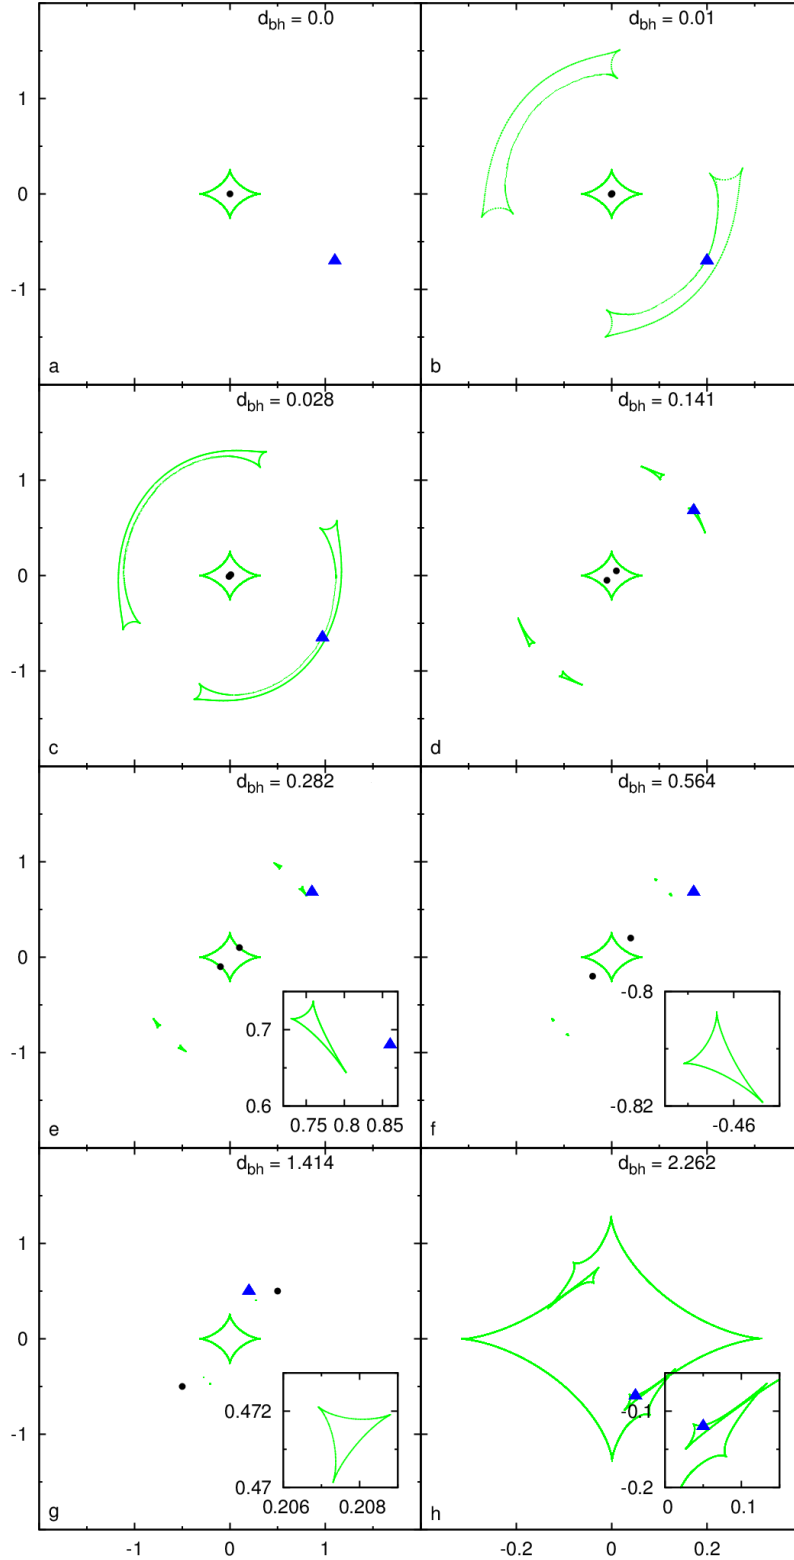 d_bh = 0.0
d_bh = 0.01
1
0
-1
a
b
d_bh = 0.028
d_bh = 0.141
1
0
-1
c
d
d_bh = 0.282
d_bh = 0.564
1
0
-1
0.7
0.6
0.75 0.8 0.85
-0.8
-0.82
-0.46
e
f
d_bh = 1.414
d_bh = 2.262
1
0
-1
0.472
0.47
0.206 0.208
-0.1
-0.2
0 0.1
g
h
-1 0 1
-0.2 0 0.2